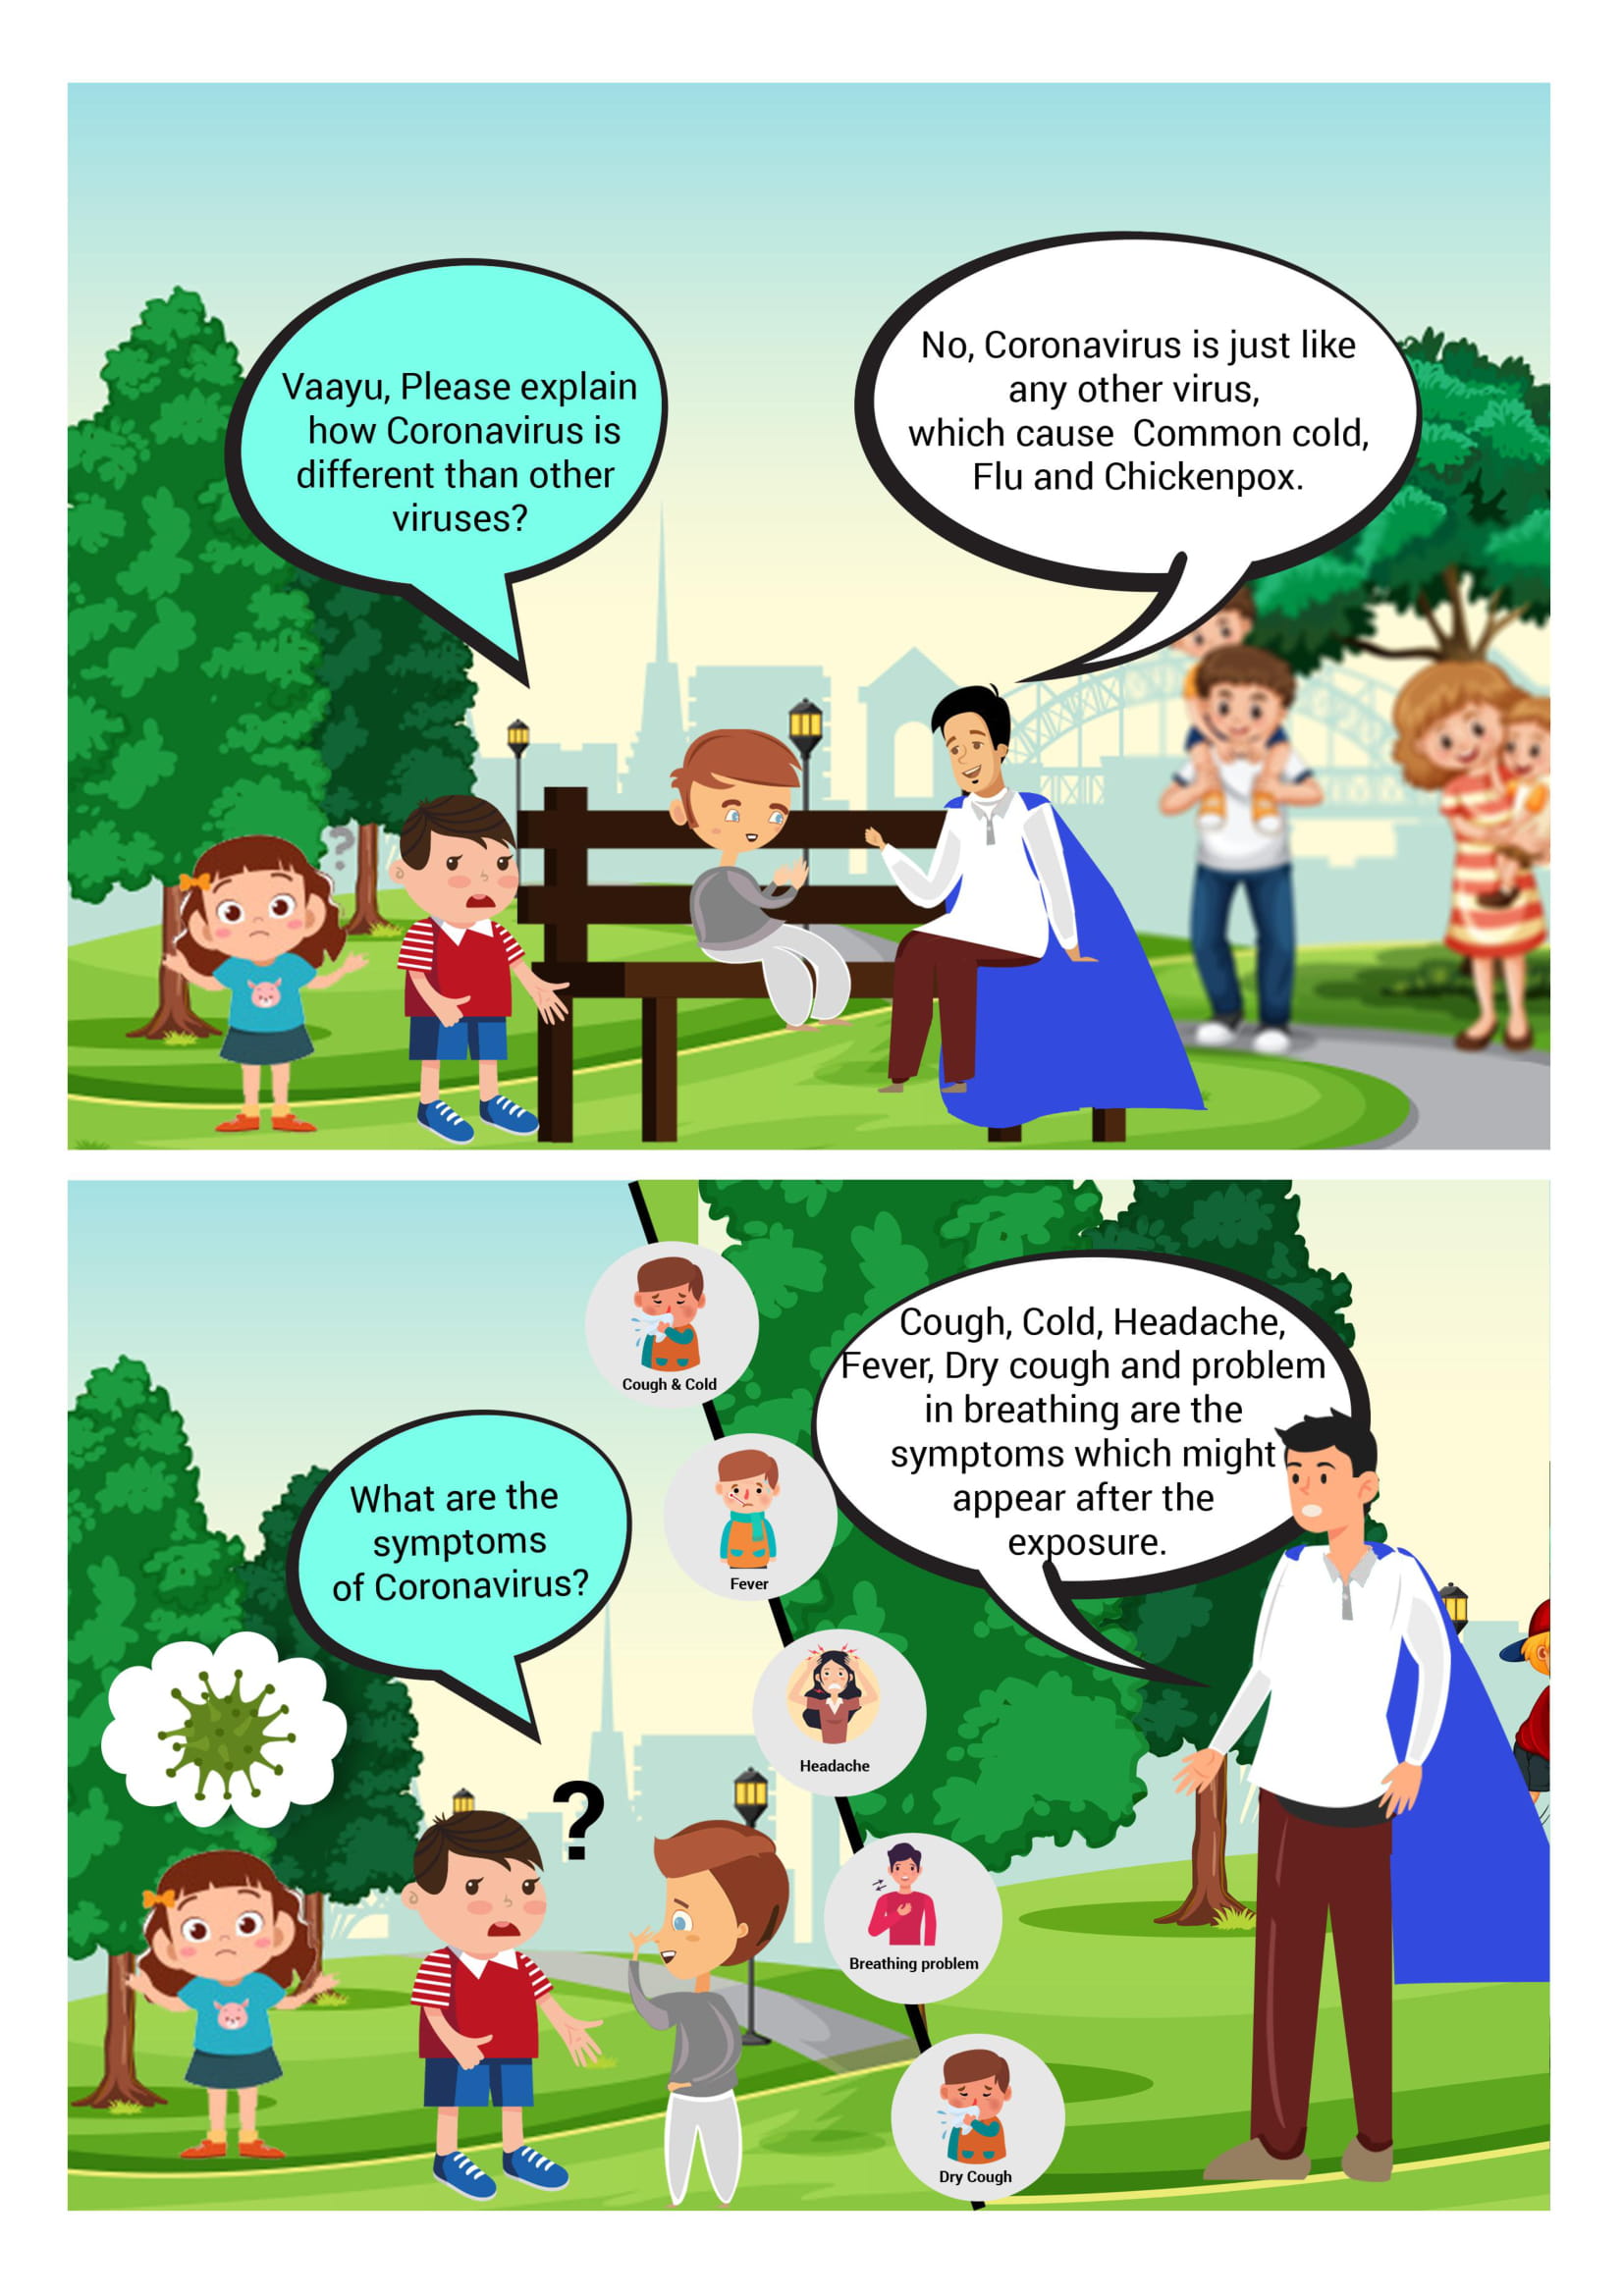 Vaayu, Please explain
how Coronavirus is
different than other
viruses?
No, Coronavirus is just like
any other virus,
which cause Common cold,
Flu and Chickenpox.
?
What are the
symptoms
of Coronavirus?
?
Cough, Cold, Headache,
Fever, Dry cough and problem
in breathing are the
symptoms which might
appear after the
exposure.
Cough & Cold
Fever
Headache
Breathing problem
Dry Cough